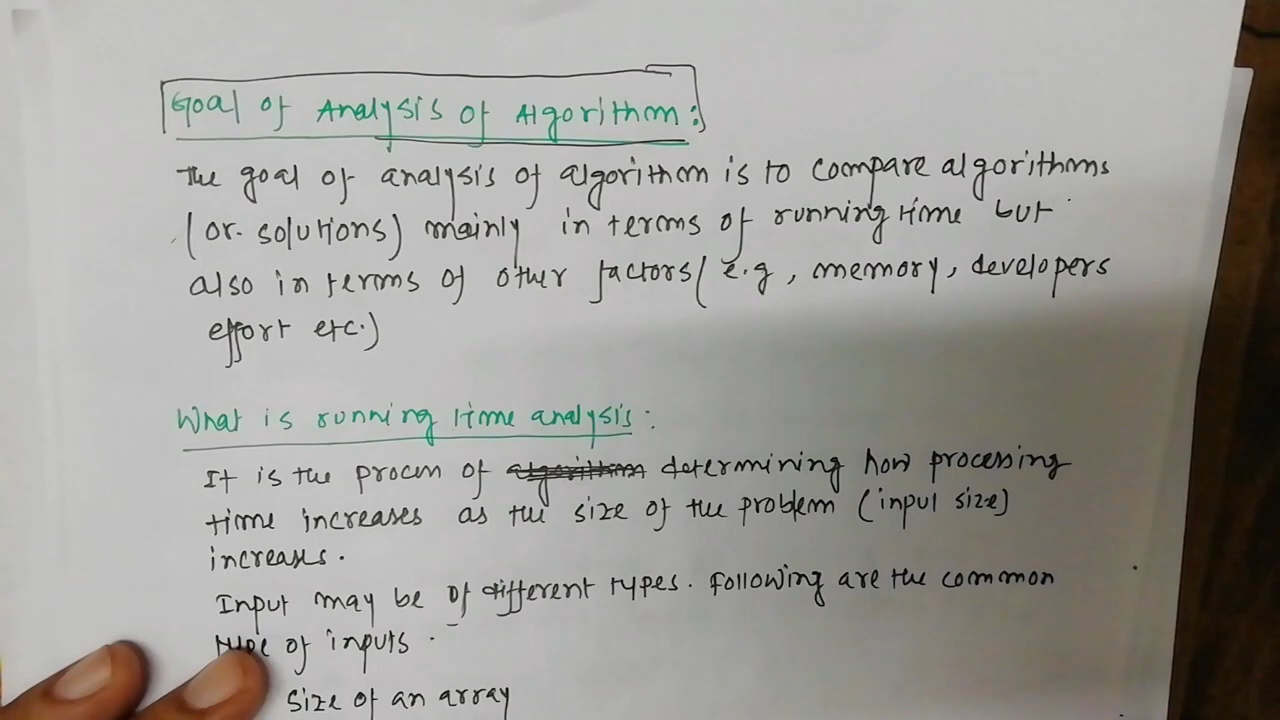 Goal of Analysis of Algorithm:
The goal of analysis of algorithm is to compare algorithms
(or. solutions) mainly in terms of running time but
also in terms of other factors( e.g, memory, developers
effort etc.)
What is running time analysis:
It is the process of algorithm determining how processing
time increases as the size of the problem (input size)
increases.
Input may be of different types. Following are the common
type of inputs.
Size of an array